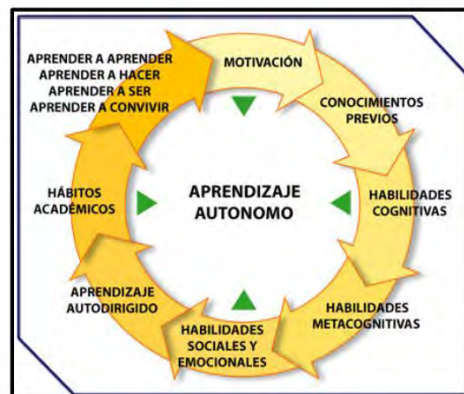 APRENDER A APRENDER
APRENDER A HACER
APRENDER A SER
APRENDER A CONVIVIR
MOTIVACIÓN
CONOCIMIENTOS
PREVIOS
HABILIDADES
COGNITIVAS
HABILIDADES
METACOGNITIVAS
HABILIDADES
SOCIALES Y
EMOCIONALES
APRENDIZAJE
AUTODIRIGIDO
HÁBITOS
ACADÉMICOS
APRENDIZAJE
AUTONOMO